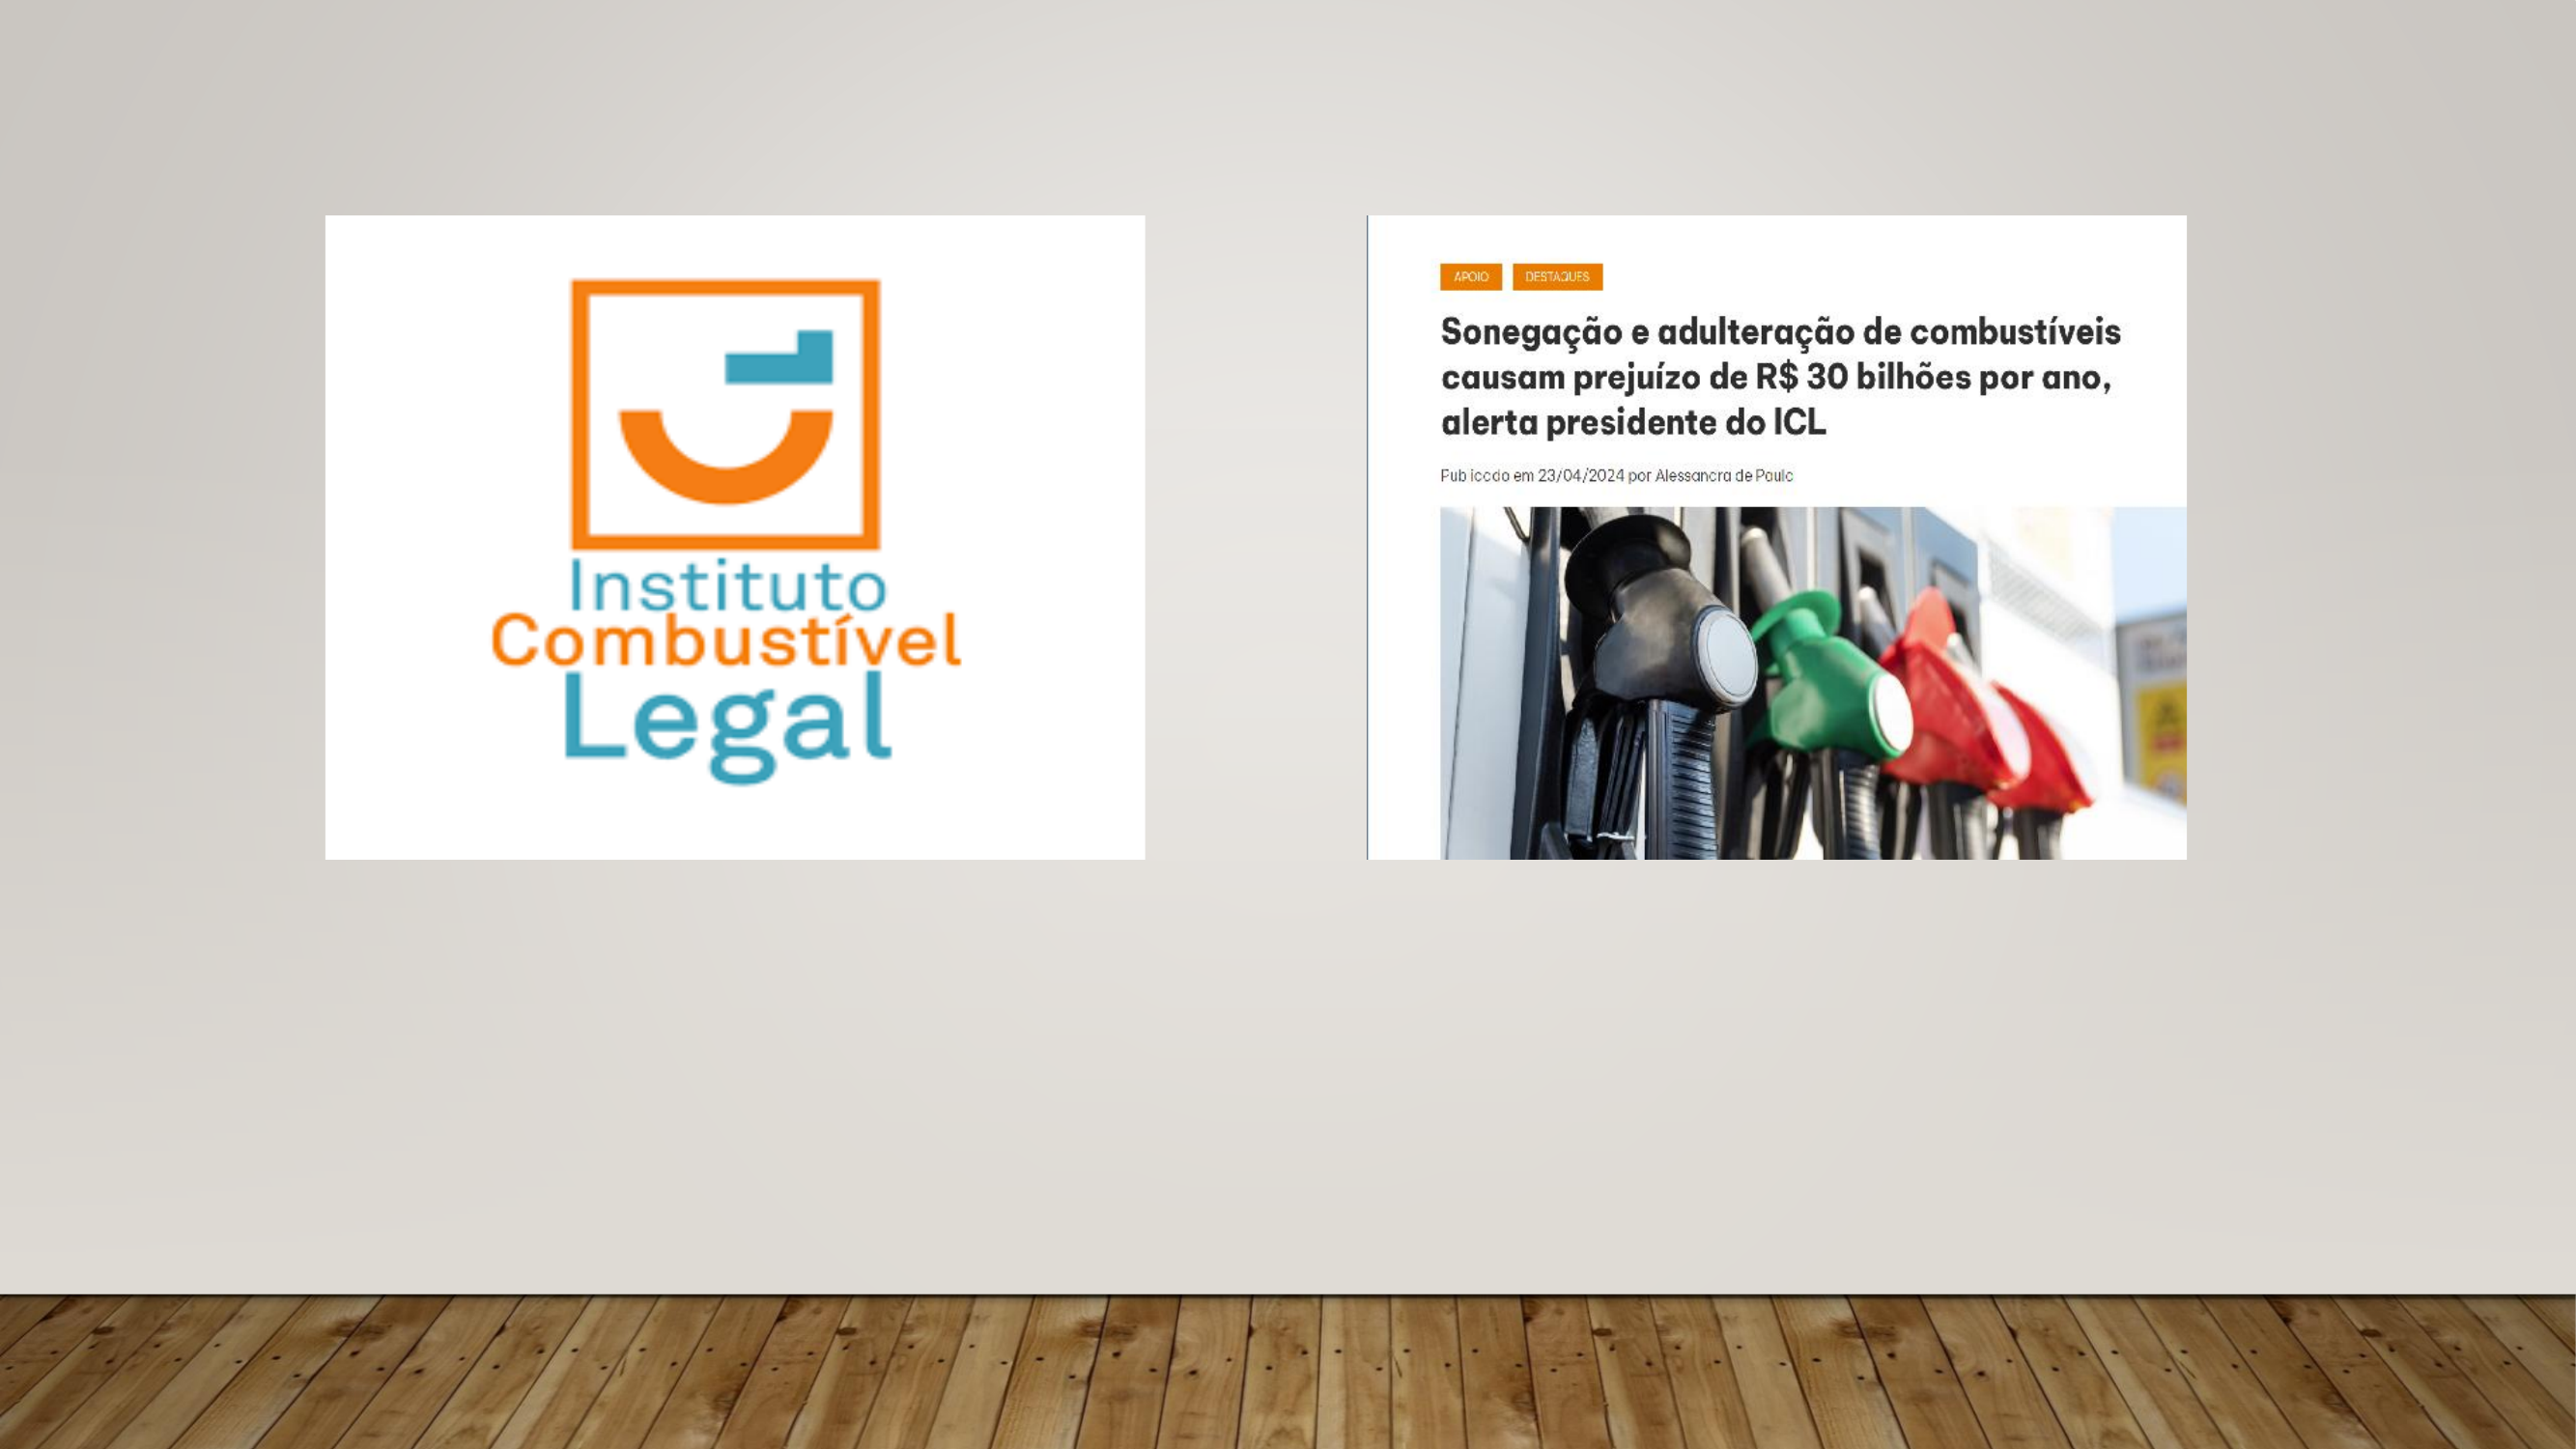 Instituto
Combustível
Legal
APOIO DESTAQUES
Sonegação e adulteração de combustíveis
causam prejuízo de R$ 30 bilhões por ano,
alerta presidente do ICL
Publicado em 23/04/2024 por Alessandra de Paula